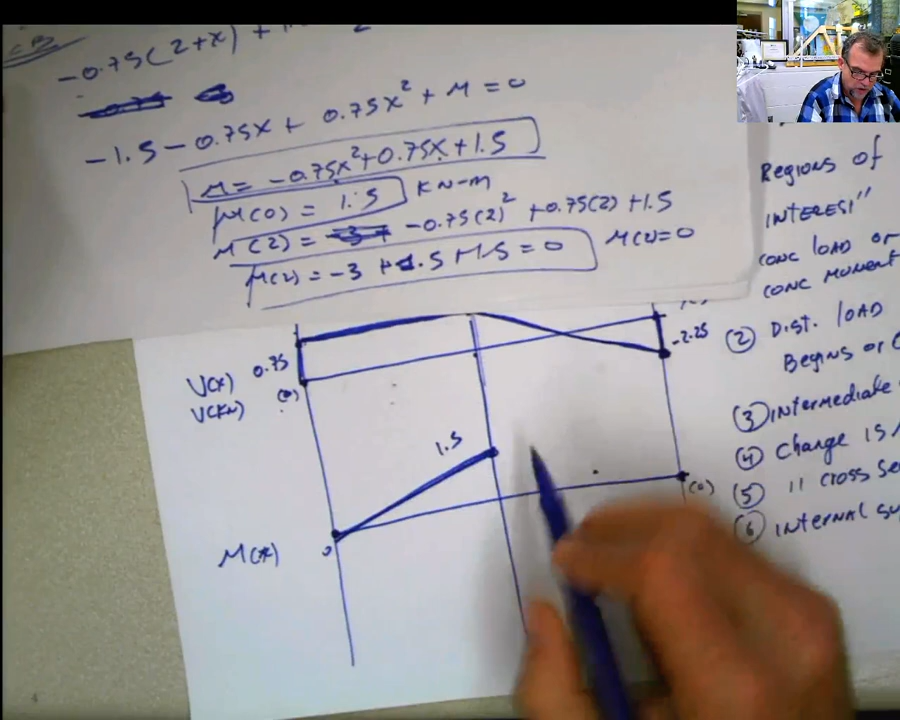 -0.75(2+x) +
-1.5 - 0.75x + 0.75x² + M = 0
M = -0.75x² + 0.75x + 1.5
M(0) = 1.5 KN-M
M(2) = -0.75(2)² + 0.75(2) + 1.5
M(2) = -3 + 1.5 + 1.5 = 0 M(2)=0
V(x) 0.75
V(KN) (0)
-2.25
1.5
(0)
M(x) 0
Regions of
INTEREST"
CONC LOAD OR
CONC MOMENT
(2) DIST. LOAD
BEGINS OR
(3) INTERMEDIATE
(4) Change IS
(5) " CROSS SE
(6) INTERNAL SU